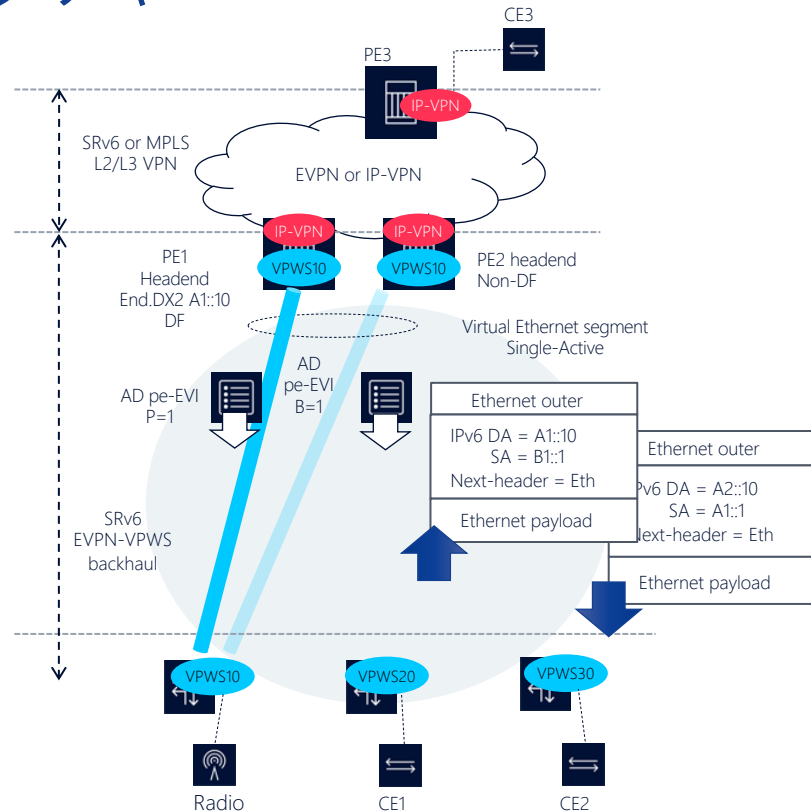 CE3
PE3
IP-VPN
SRv6 or MPLS
L2/L3 VPN
EVPN or IP-VPN
IP-VPN
IP-VPN
PE1
Headend
End.DX2 A1::10
DF
VPWS10
VPWS10
PE2 headend
Non-DF
Virtual Ethernet segment
Single-Active
AD pe-EVI
P=1
AD
pe-EVI
B=1
Ethernet outer
IPv6 DA = A1::10
SA = B1::1
Next-header = Eth
Ethernet payload
Ethernet outer
Pv6 DA = A2::10
SA = A1::1
Next-header = Eth
Ethernet payload
SRv6
EVPN-VPWS
backhaul
VPWS10
VPWS20
VPWS30
Radio
CE1
CE2